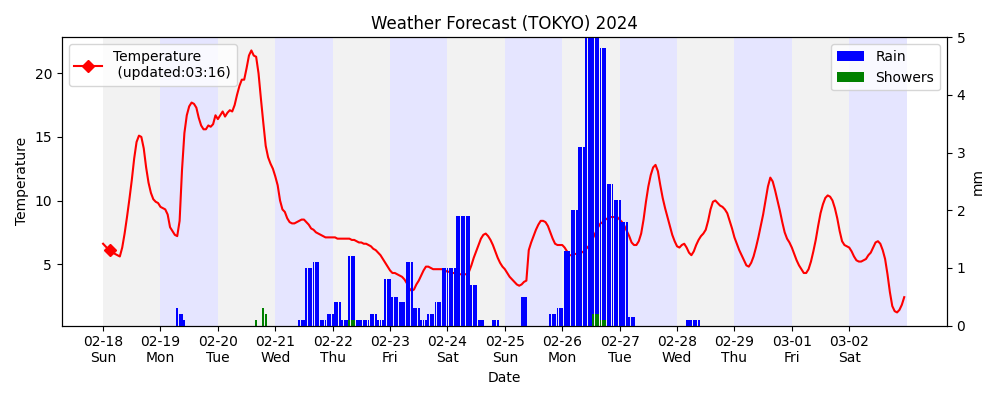 Weather Forecast (TOKYO) 2024
Temperature
(updated:03:16)
Rain
Showers
20
15
10
5
Temperature
5
4
3
2
1
0
mm
02-18 02-19 02-20 02-21 02-22 02-23 02-24 02-25 02-26 02-27 02-28 02-29 03-01 03-02
Sun Mon Tue Wed Thu Fri Sat Sun Mon Tue Wed Thu Fri Sat
Date